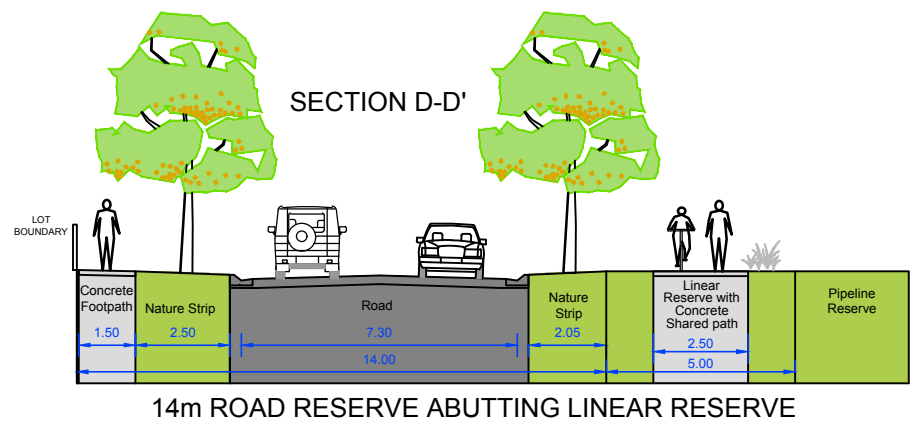 SECTION D-D'
LOT
BOUNDARY
Concrete
Footpath
1.50
Nature Strip
2.50
Road
7.30
14.00
Nature
Strip
2.05
Linear
Reserve with
Concrete
Shared path
2.50
5.00
Pipeline
Reserve
14m ROAD RESERVE ABUTTING LINEAR RESERVE